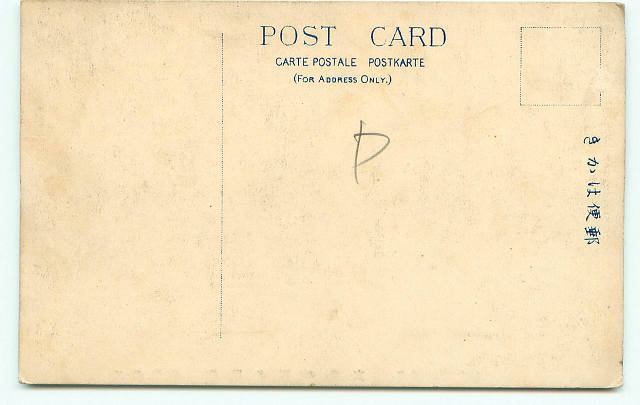 POST CARD
CARTE POSTALE POSTKARTE
(FOR ADDRESS ONLY.)
D
きかは便郵